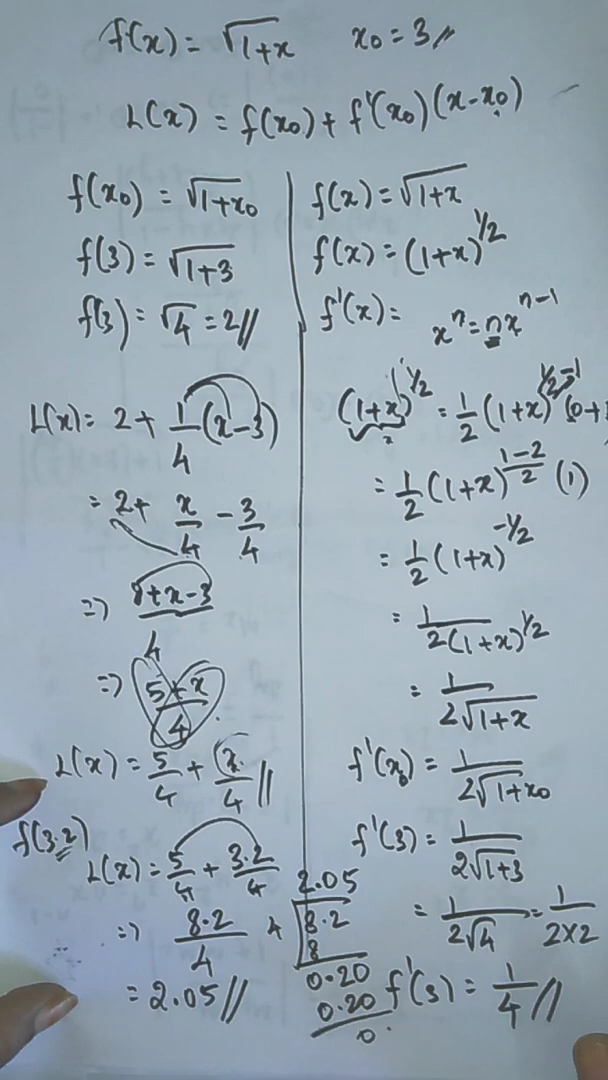 f(x) = √1+x   x₀ = 3 //
L(x) = f(x₀) + f'(x₀) (x-x₀)
f(x₀) = √1+x₀
f(3) = √1+3
f(3) = √4 = 2 //
f(x) = √1+x
f(x) = (1+x)^1/2
f'(x) =   xⁿ = nxⁿ⁻¹
(1+x)^1/2 = 1/2 (1+x)^1/2-1 (0+1
= 1/2 (1+x)^(1-2)/2 (1)
= 1/2 (1+x)^-1/2
= 1/2(1+x)^1/2
= 1/2√1+x
f'(x₀) = 1/2√1+x₀
f'(3) = 1/2√1+3
= 1/2√4 = 1/2×2
f'(3) = 1/4 //
L(x) = 2 + 1/4 (x-3)
= 2 + x/4 - 3/4
=> 8+x-3/4
=> 5+x/4
L(x) = 5/4 + x/4 //
f(3.2)
L(x) = 5/4 + 3.2/4
=> 8.2/4
= 2.05 //
2.05
4 8.2
8
0.20
0.20
0